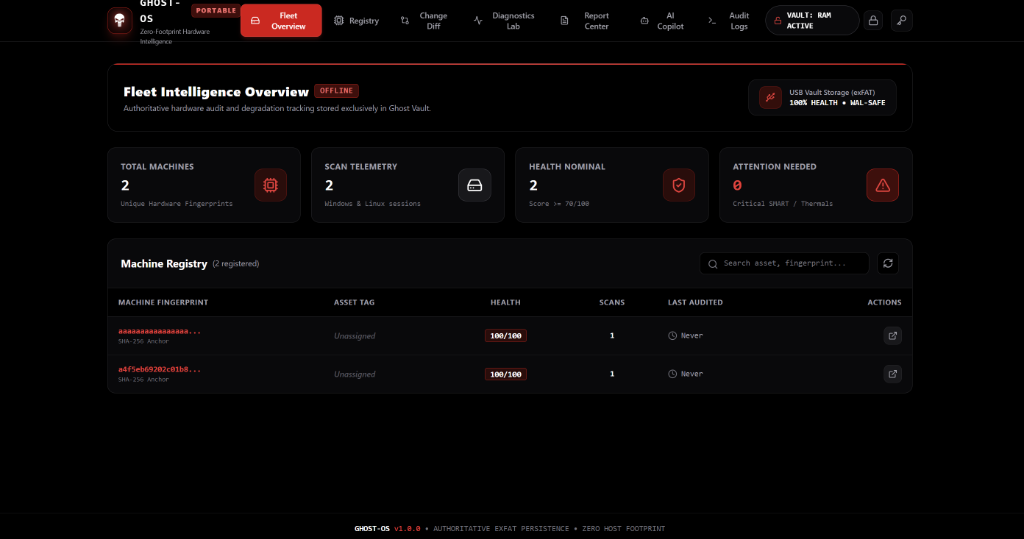 GHOST-OS
PORTABLE
Zero-Footprint Hardware Intelligence
Fleet Overview
Registry
Change Diff
Diagnostics Lab
Report Center
AI Copilot
Audit Logs
VAULT: RAM ACTIVE
Fleet Intelligence Overview
OFFLINE
Authoritative hardware audit and degradation tracking stored exclusively in Ghost Vault.
USB Vault Storage (exFAT)
100% HEALTH • WAL-SAFE
TOTAL MACHINES
2
Unique Hardware Fingerprints
SCAN TELEMETRY
2
Windows & Linux sessions
HEALTH NOMINAL
2
Score >= 70/100
ATTENTION NEEDED
0
Critical SMART / Thermals
Machine Registry (2 registered)
Search asset, fingerprint...
MACHINE FINGERPRINT ASSET TAG HEALTH SCANS LAST AUDITED ACTIONS
aaaaaaaaaaaaaaaa... Unassigned 100/100 1 Never
SHA-256 Anchor
a4f5eb69202c01b8... Unassigned 100/100 1 Never
SHA-256 Anchor
GHOST-OS v1.0.0 • AUTHORITATIVE EXFAT PERSISTENCE • ZERO HOST FOOTPRINT